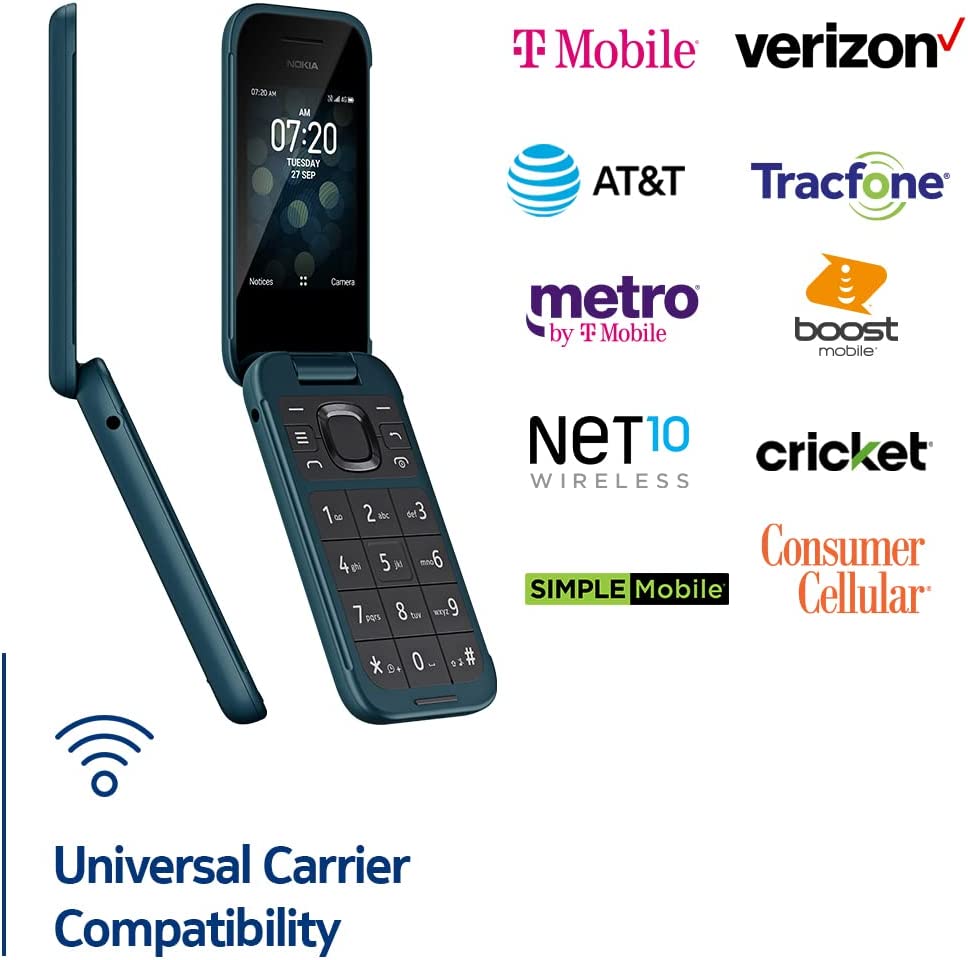 NOKIA
07:20 AM
4G
AM
07:20
TUESDAY
27 SEP
Notices
Camera
1
2 abc
def 3
4 ghi
5 jkl
mno 6
7 pqrs
8 tuv
wxyz 9
* +
0
#
T Mobile
verizon
AT&T
Tracfone
metro
by T Mobile
boost
mobile
NET10
WIRELESS
cricket
SIMPLE Mobile
Consumer
Cellular
Universal Carrier
Compatibility